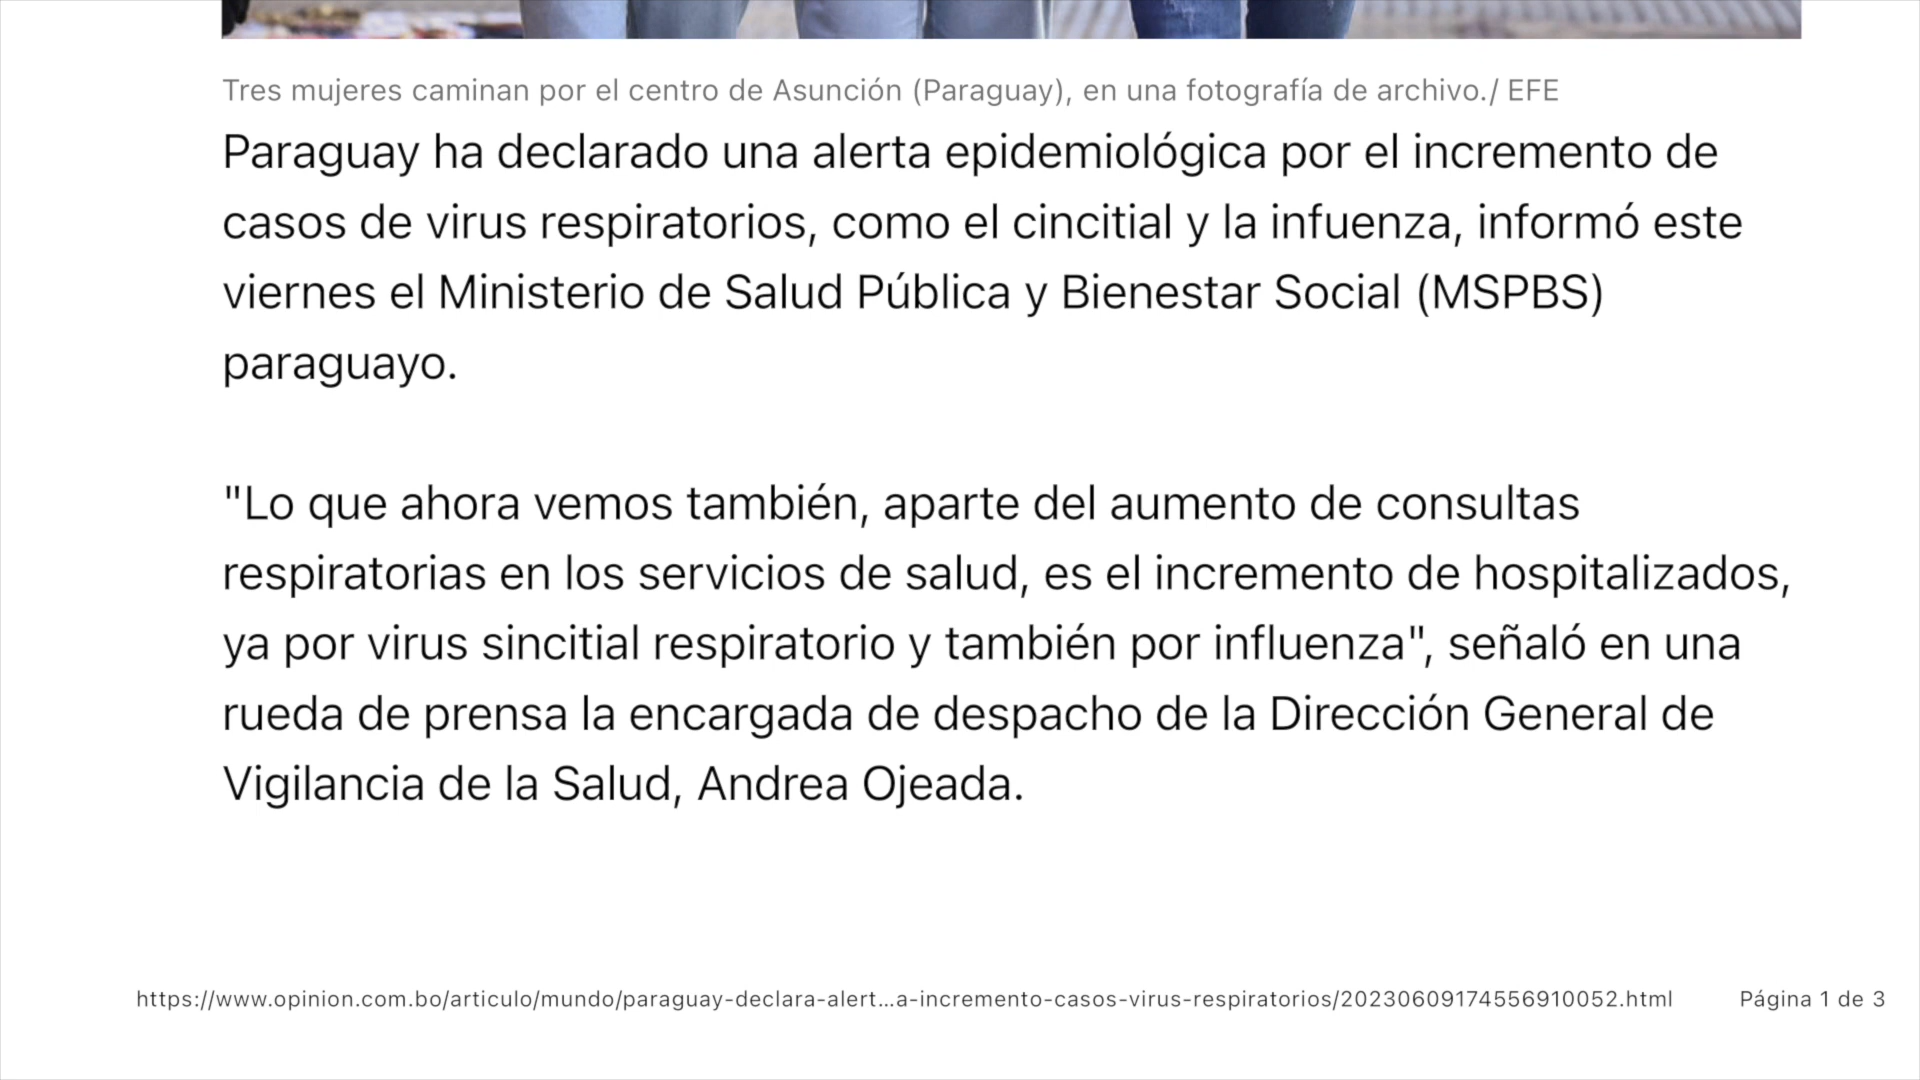 Tres mujeres caminan por el centro de Asunción (Paraguay), en una fotografía de archivo./ EFE
Paraguay ha declarado una alerta epidemiológica por el incremento de
casos de virus respiratorios, como el cincitial y la infuenza, informó este
viernes el Ministerio de Salud Pública y Bienestar Social (MSPBS)
paraguayo.
"Lo que ahora vemos también, aparte del aumento de consultas
respiratorias en los servicios de salud, es el incremento de hospitalizados,
ya por virus sincitial respiratorio y también por influenza", señaló en una
rueda de prensa la encargada de despacho de la Dirección General de
Vigilancia de la Salud, Andrea Ojeada.
https://www.opinion.com.bo/articulo/mundo/paraguay-declara-alert…a-incremento-casos-virus-respiratorios/20230609174556910052.html Página 1 de 3